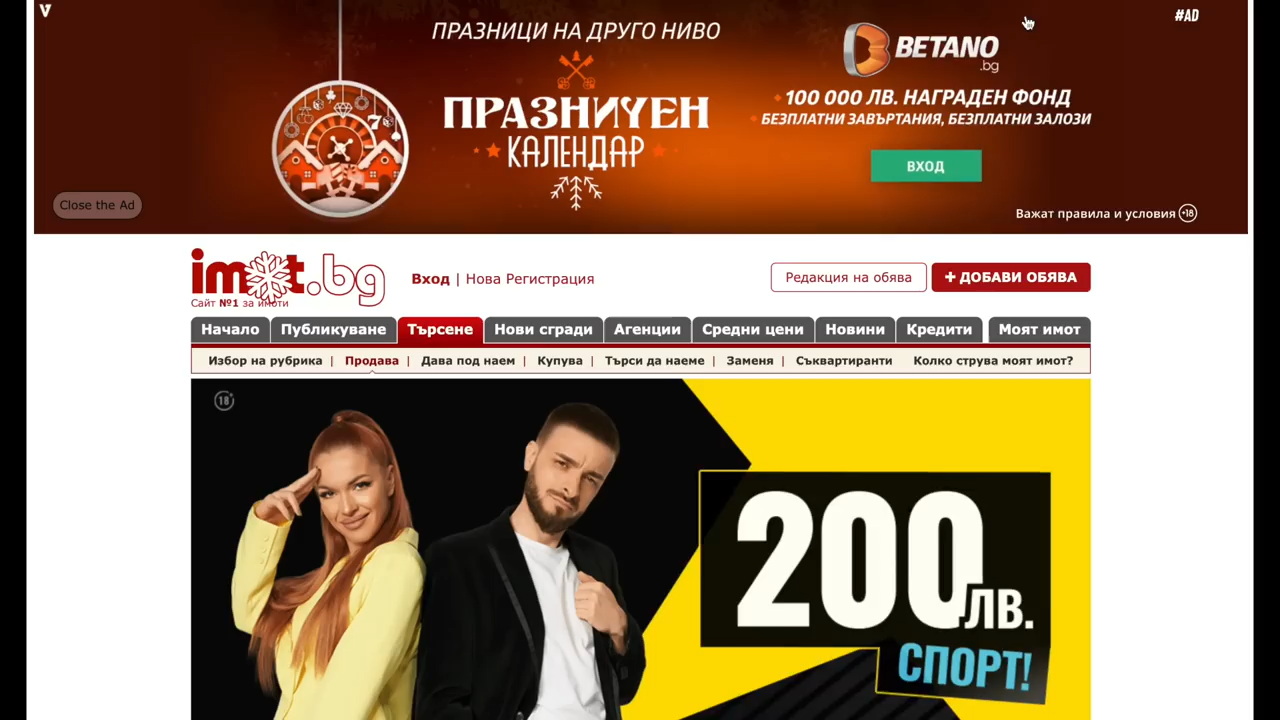 V
#AD
ПРАЗНИЦИ НА ДРУГО НИВО
ПРАЗНИЧЕН
КАЛЕНДАР
7
BETANO
.bg
100 000 ЛВ. НАГРАДЕН ФОНД
БЕЗПЛАТНИ ЗАВЪРТАНИЯ, БЕЗПЛАТНИ ЗАЛОЗИ
ВХОД
Close the Ad
Важат правила и условия +18
imot.bg
Сайт №1 за имоти
Вход | Нова Регистрация
Редакция на обява
+ ДОБАВИ ОБЯВА
Начало Публикуване Търсене Нови сгради Агенции Средни цени Новини Кредити Моят имот
Избор на рубрика | Продава | Дава под наем | Купува | Търси да наеме | Заменя | Съквартиранти Колко струва моят имот?
18+
200ЛВ.
СПОРТ!